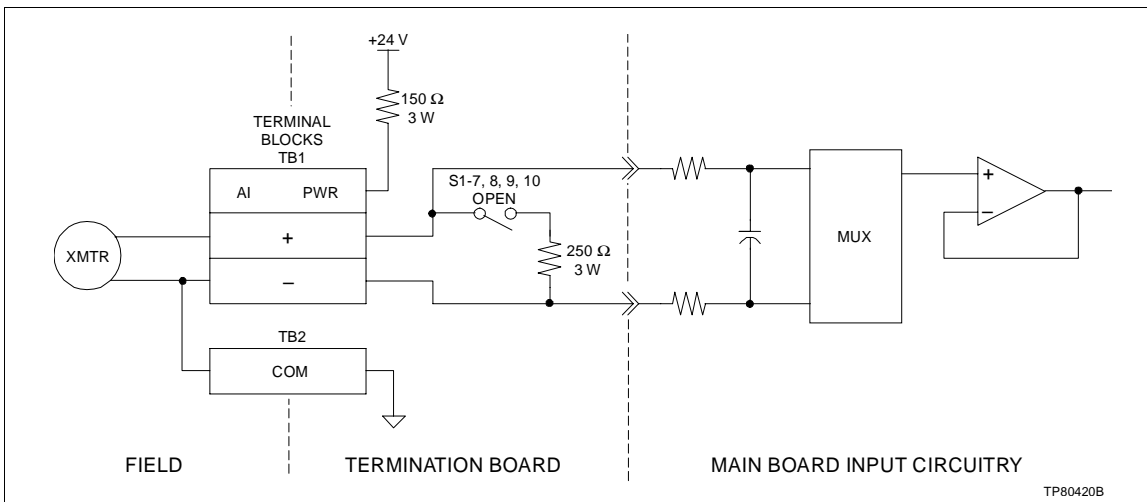 +24 V
150 Ω
3 W
TERMINAL
BLOCKS
TB1
AI PWR
+
−
XMTR
S1-7, 8, 9, 10
OPEN
250 Ω
3 W
MUX
+
−
TB2
COM
FIELD
TERMINATION BOARD
MAIN BOARD INPUT CIRCUITRY
TP80420B